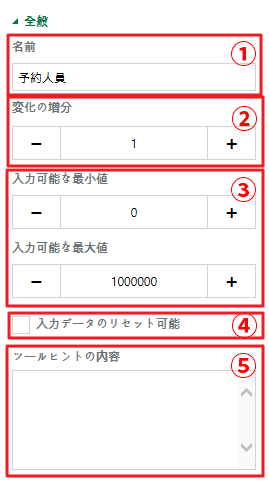 全般
名前 ①
予約人員
変化の増分 ②
− 1 +
入力可能な最小値 ③
− 0 +
入力可能な最大値
− 1000000 +
入力データのリセット可能 ④
ツールヒントの内容 ⑤